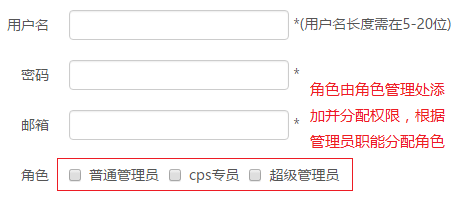 用户名 *(用户名长度需在5-20位)
密码 *
角色由角色管理处添
加并分配权限，根据
邮箱 *
管理员职能分配角色
角色 普通管理员 cps专员 超级管理员